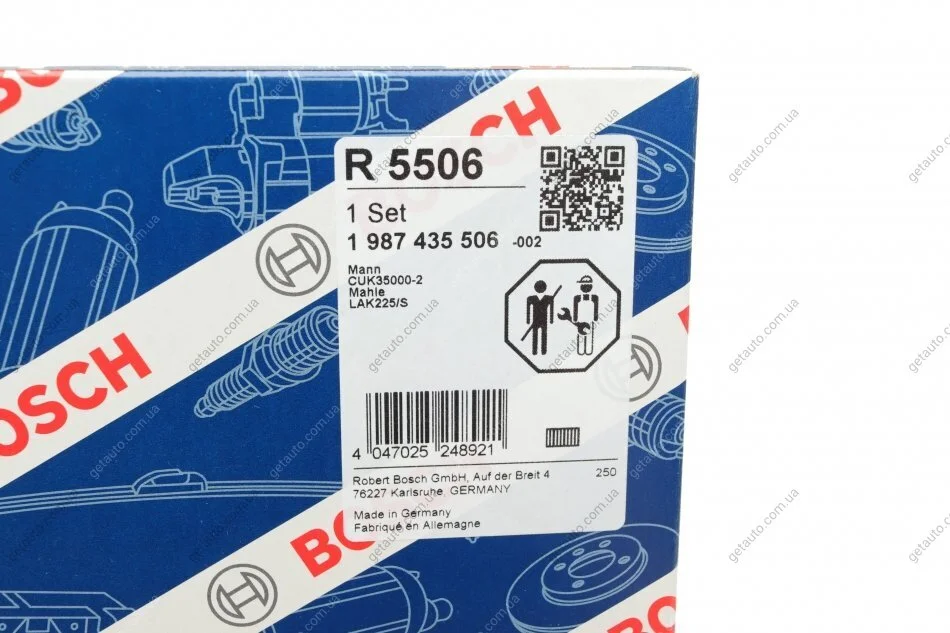 BOSCH
R 5506
1 Set
1 987 435 506 -002
Mann
CUK35000-2
Mahle
LAK225/S
4 047025 248921
Robert Bosch GmbH, Auf der Breit 4
250
76227 Karlsruhe, GERMANY
Made in Germany
Fabriqué en Allemagne
BOSCH
BOSCH
BOSCH
BOSCH
getauto.com.ua